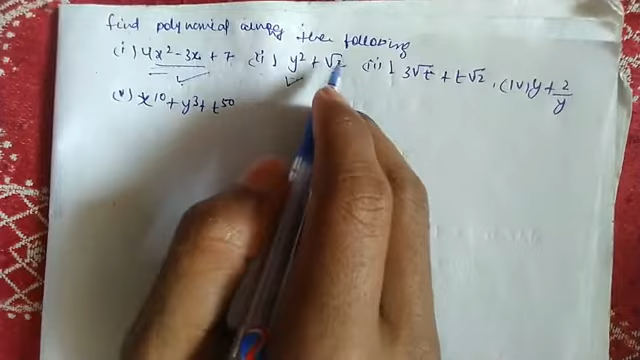 find polynomial among the following
(i) 4x² - 3x + 7 (ii) y² + √2 (iii) 3√t + t√2, (iv) y + 2/y
(v) x¹⁰ + y³ + t⁵⁰